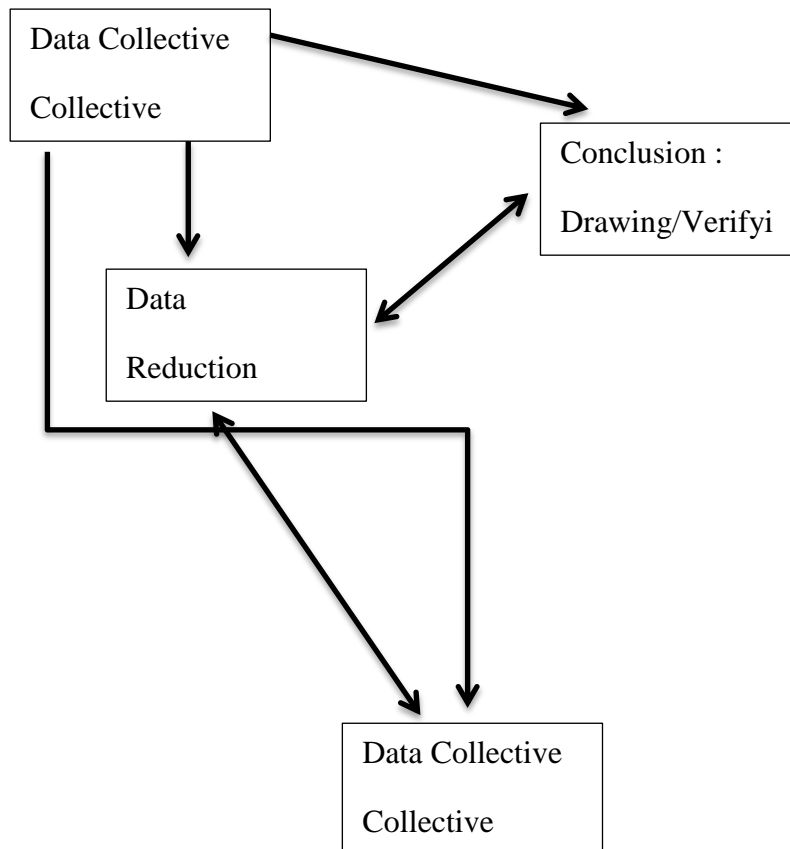 Data Collective
Collective
Conclusion :
Drawing/Verifyi
Data
Reduction
Data Collective
Collective